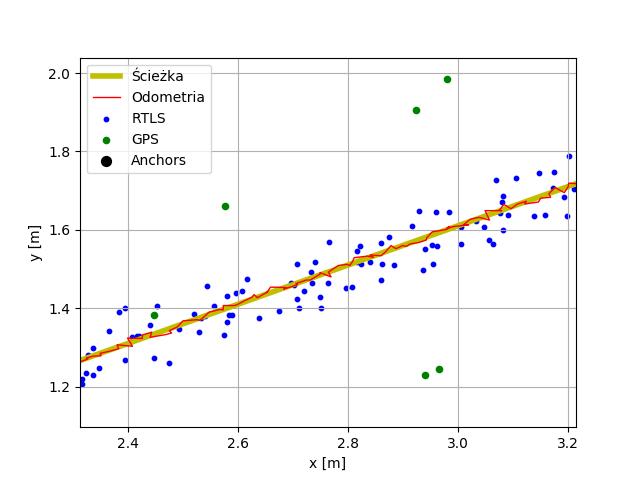 2.0
1.8
1.6
1.4
1.2
y [m]
Ścieżka
Odometria
RTLS
GPS
Anchors
2.4 2.6 2.8 3.0 3.2
x [m]